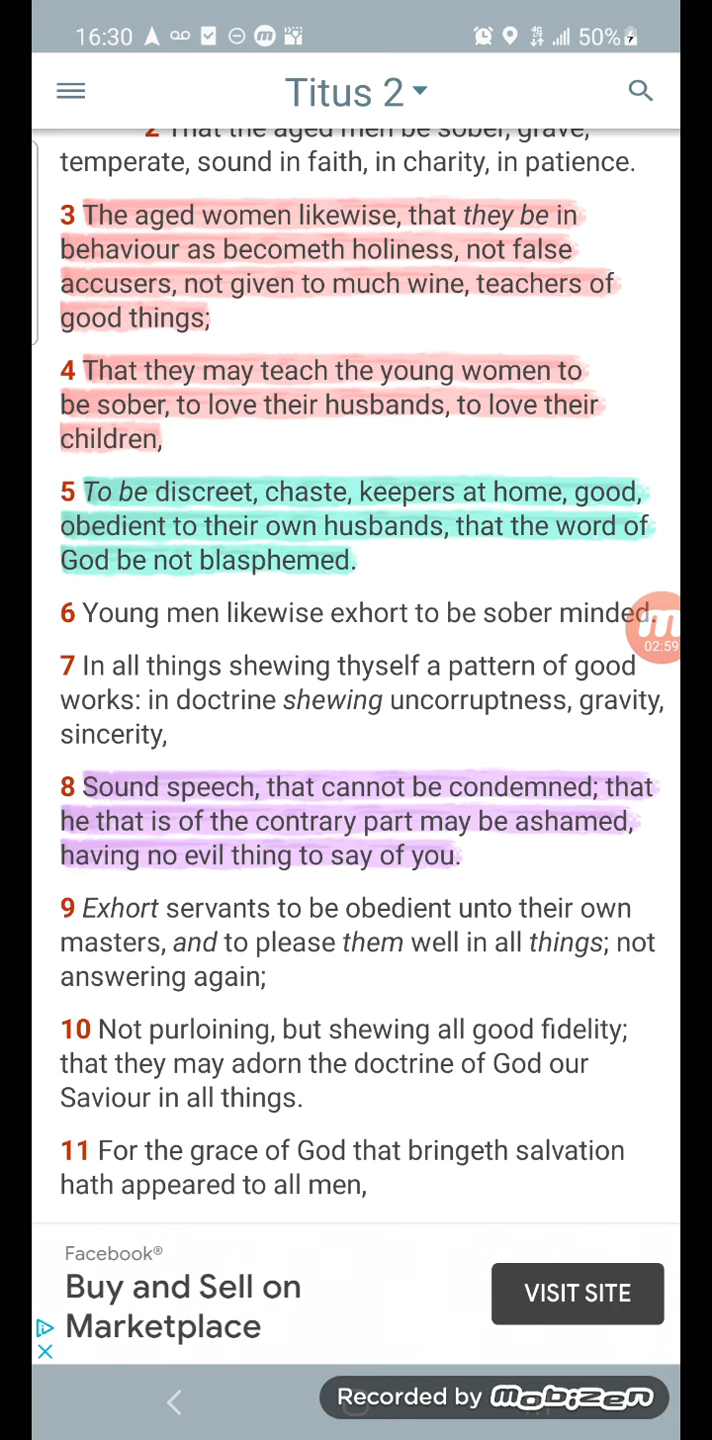 16:30 50%
Titus 2
2 That the aged men be sober, grave,
temperate, sound in faith, in charity, in patience.
3 The aged women likewise, that they be in
behaviour as becometh holiness, not false
accusers, not given to much wine, teachers of
good things;
4 That they may teach the young women to
be sober, to love their husbands, to love their
children,
5 To be discreet, chaste, keepers at home, good,
obedient to their own husbands, that the word of
God be not blasphemed.
6 Young men likewise exhort to be sober minded.
m
02:59
7 In all things shewing thyself a pattern of good
works: in doctrine shewing uncorruptness, gravity,
sincerity,
8 Sound speech, that cannot be condemned; that
he that is of the contrary part may be ashamed,
having no evil thing to say of you.
9 Exhort servants to be obedient unto their own
masters, and to please them well in all things; not
answering again;
10 Not purloining, but shewing all good fidelity;
that they may adorn the doctrine of God our
Saviour in all things.
11 For the grace of God that bringeth salvation
hath appeared to all men,
Facebook®
Buy and Sell on
Marketplace
VISIT SITE
Recorded by mobizen